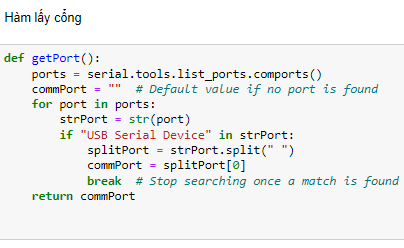 Hàm lấy cổng
def getPort():
    ports = serial.tools.list_ports.comports()
    commPort = ""  # Default value if no port is found
    for port in ports:
        strPort = str(port)
        if "USB Serial Device" in strPort:
            splitPort = strPort.split(" ")
            commPort = splitPort[0]
            break  # Stop searching once a match is found
    return commPort